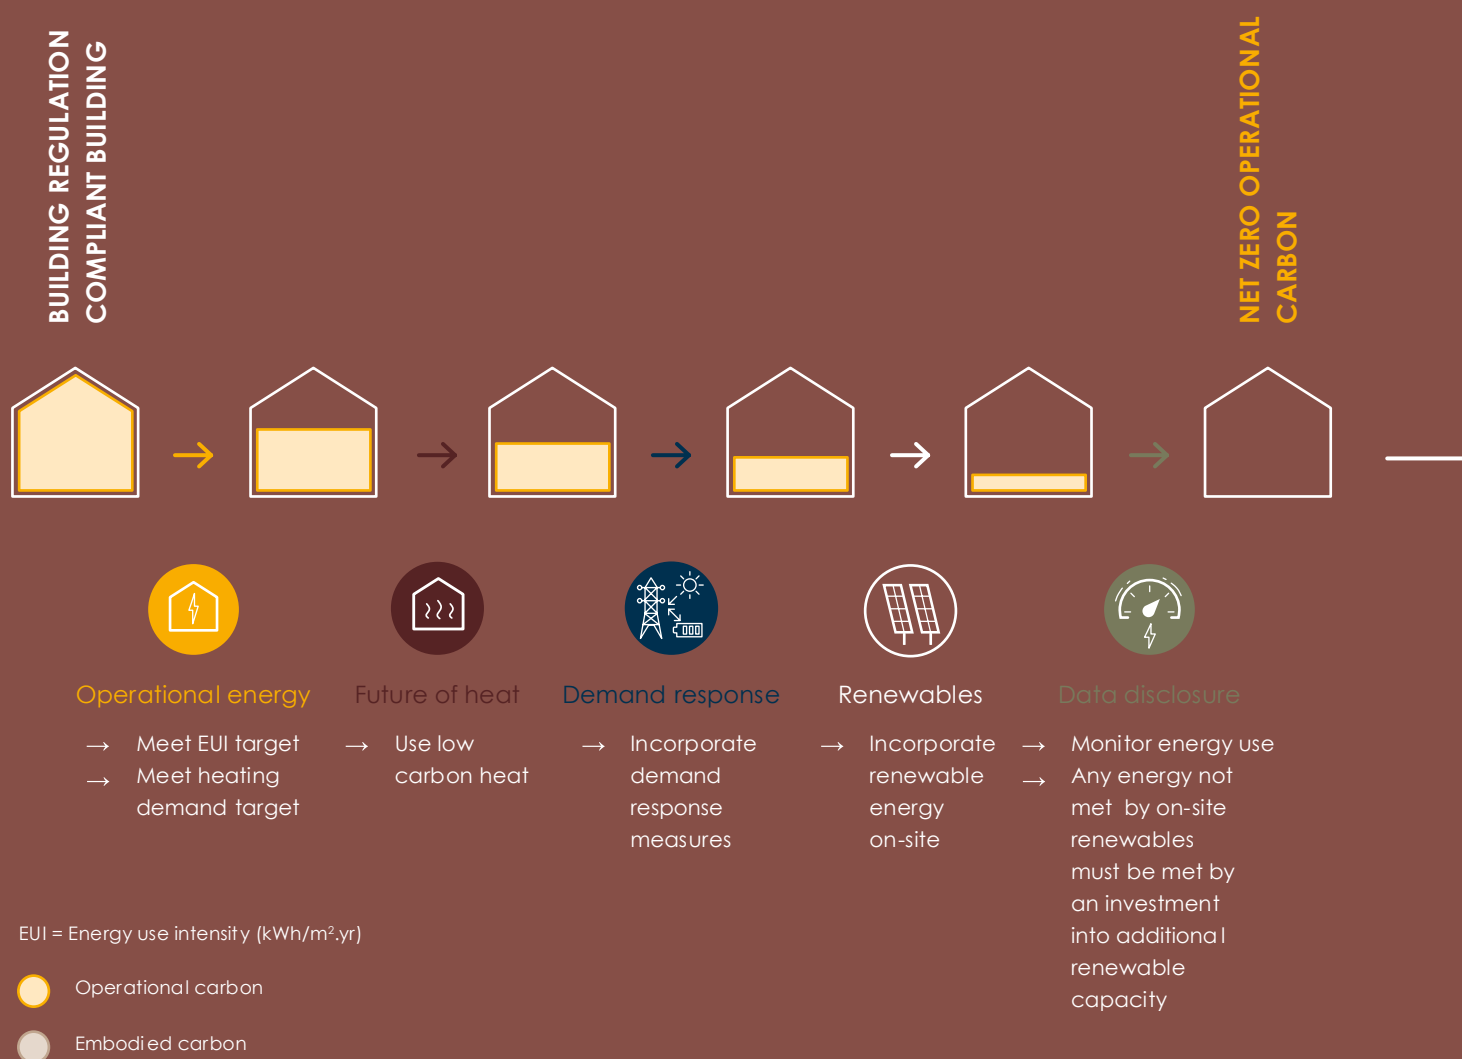 BUILDING REGULATION
COMPLIANT BUILDING
NET ZERO OPERATIONAL
CARBON
Operational energy
→ Meet EUI target
→ Meet heating
demand target
Future of heat
→ Use low
carbon heat
Demand response
→ Incorporate
demand
response
measures
Renewables
→ Incorporate
renewable
energy
on-site
Data disclosure
→ Monitor energy use
→ Any energy not
met by on-site
renewables
must be met by
an investment
into additional
renewable
capacity
EUI = Energy use intensity (kWh/m².yr)
Operational carbon
Embodied carbon